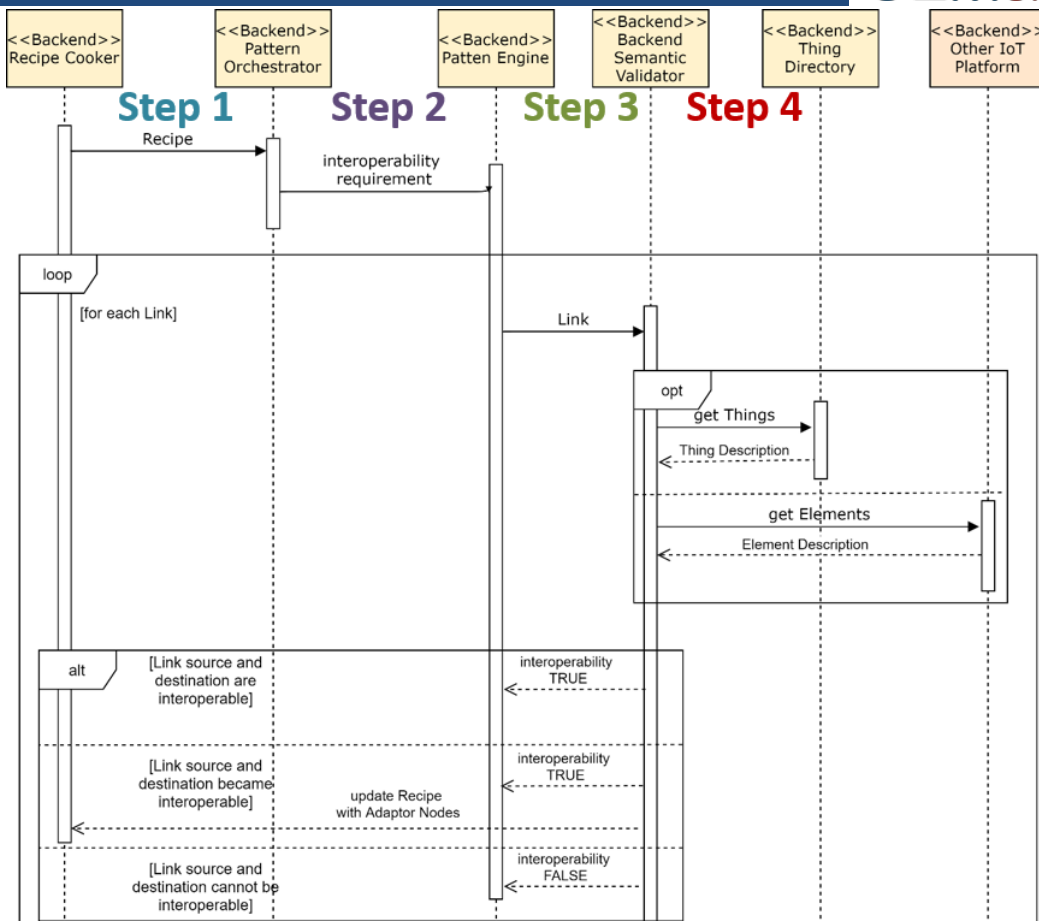 <<Backend>>
Recipe Cooker
<<Backend>>
Pattern
Orchestrator
<<Backend>>
Patten Engine
<<Backend>>
Backend
Semantic
Validator
<<Backend>>
Thing
Directory
<<Backend>>
Other IoT
Platform
Step 1
Step 2
Step 3
Step 4
Recipe
interoperability
requirement
loop
[for each Link]
Link
opt
get Things
Thing Description
get Elements
Element Description
alt
[Link source and
destination are
interoperable]
interoperability
TRUE
[Link source and
destination became
interoperable]
interoperability
TRUE
update Recipe
with Adaptor Nodes
[Link source and
destination cannot be
interoperable]
interoperability
FALSE